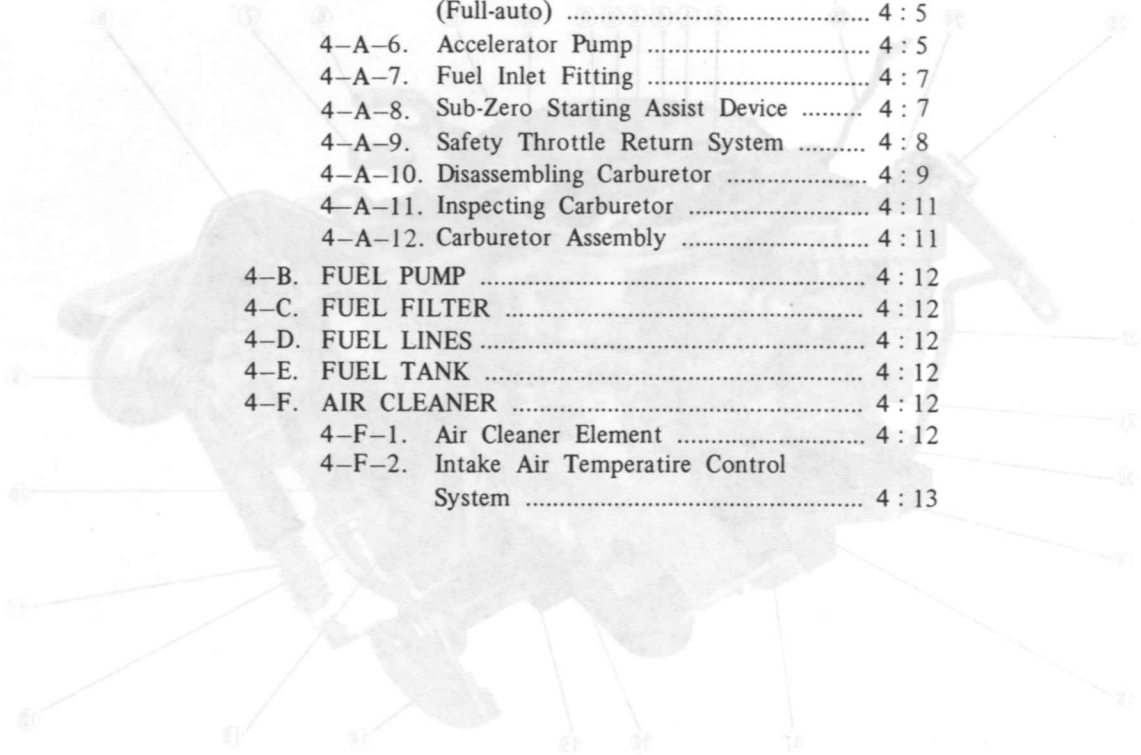 (Full-auto) ........................................ 4 : 5
4–A–6. Accelerator Pump .............................. 4 : 5
4–A–7. Fuel Inlet Fitting .............................. 4 : 7
4–A–8. Sub-Zero Starting Assist Device ......... 4 : 7
4–A–9. Safety Throttle Return System .......... 4 : 8
4–A–10. Disassembling Carburetor .................... 4 : 9
4–A–11. Inspecting Carburetor ......................... 4 : 11
4–A–12. Carburetor Assembly .......................... 4 : 11
4–B. FUEL PUMP ...................................................... 4 : 12
4–C. FUEL FILTER .................................................. 4 : 12
4–D. FUEL LINES ...................................................... 4 : 12
4–E. FUEL TANK ..................................................... 4 : 12
4–F. AIR CLEANER .................................................. 4 : 12
4–F–1. Air Cleaner Element .......................... 4 : 12
4–F–2. Intake Air Temperatire Control
System ................................................ 4 : 13